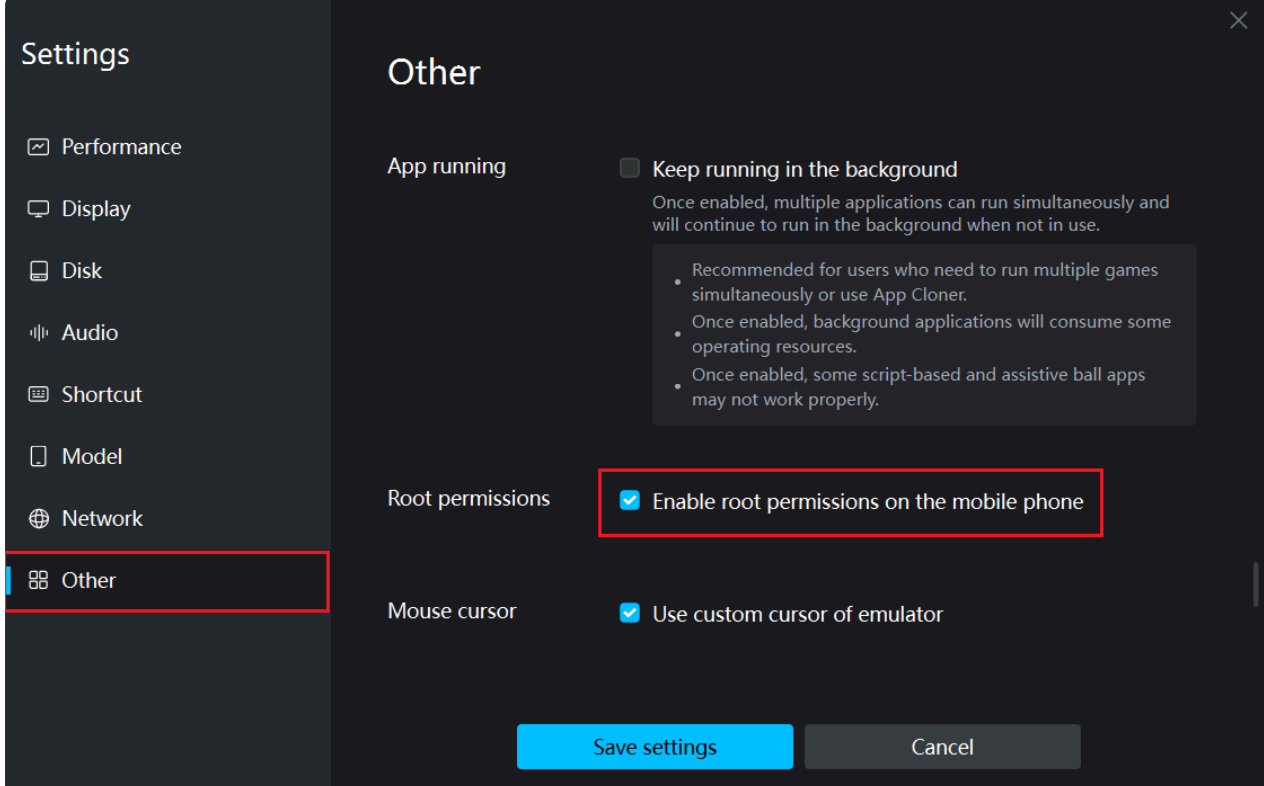 Settings
Performance
Display
Disk
Audio
Shortcut
Model
Network
Other
Other
App running
Keep running in the background
Once enabled, multiple applications can run simultaneously and
will continue to run in the background when not in use.
• Recommended for users who need to run multiple games
simultaneously or use App Cloner.
• Once enabled, background applications will consume some
operating resources.
• Once enabled, some script-based and assistive ball apps
may not work properly.
Root permissions
Enable root permissions on the mobile phone
Mouse cursor
Use custom cursor of emulator
Save settings
Cancel